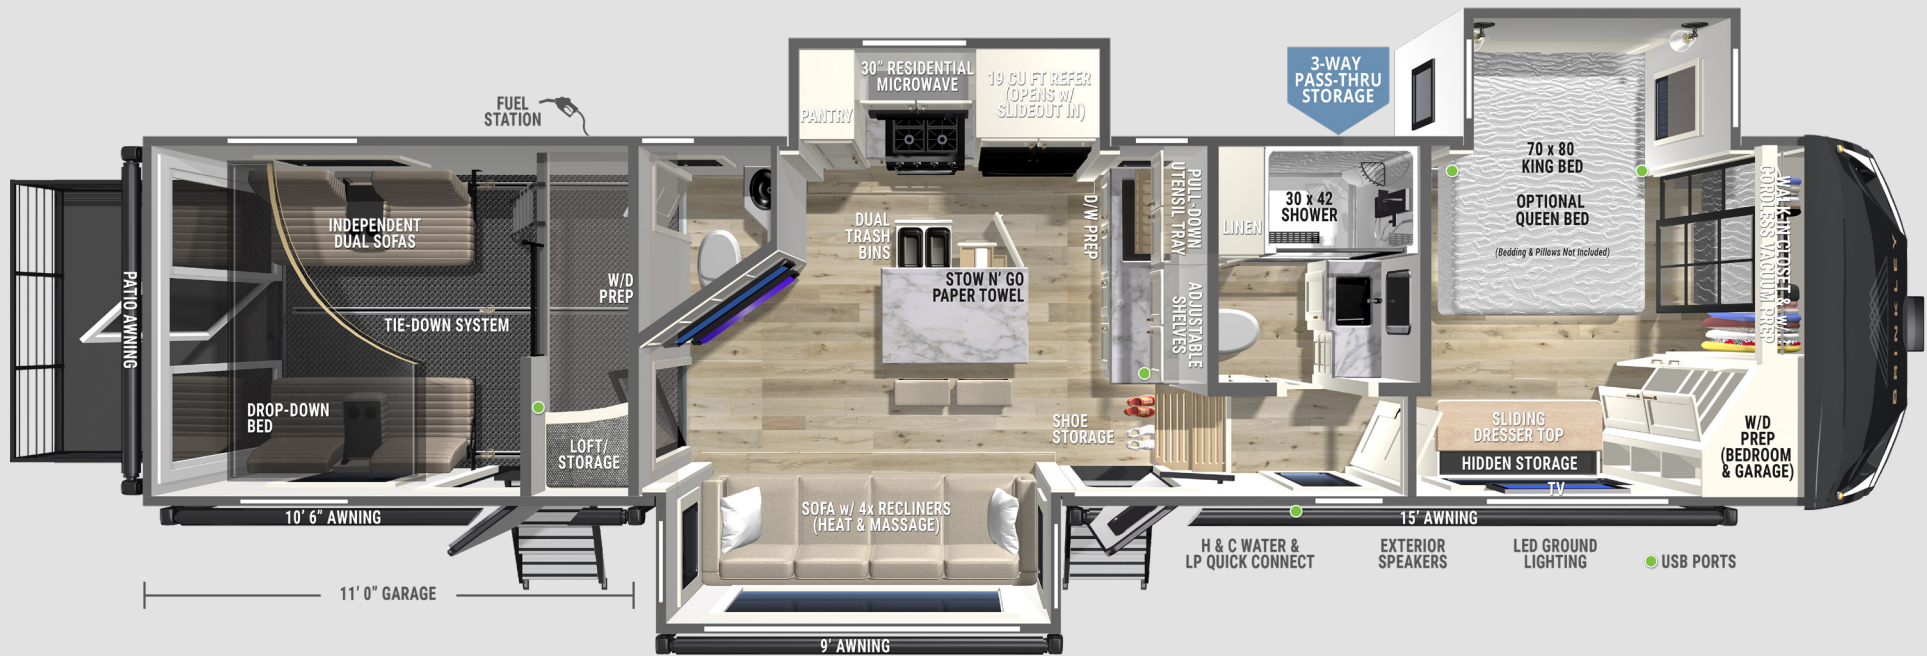 FUEL
STATION
PATIO AWNING
INDEPENDENT
DUAL SOFAS
TIE-DOWN SYSTEM
DROP-DOWN
BED
W/D
PREP
LOFT/
STORAGE
10' 6" AWNING
11' 0" GARAGE
PANTRY
30" RESIDENTIAL
MICROWAVE
19 CU FT REFER
(OPENS w/
SLIDEOUT IN)
DUAL
TRASH
BINS
STOW N' GO
PAPER TOWEL
D/W PREP
PULL-DOWN
UTENSIL TRAY
ADJUSTABLE
SHELVES
SHOE
STORAGE
SOFA w/ 4x RECLINERS
(HEAT & MASSAGE)
9' AWNING
3-WAY
PASS-THRU
STORAGE
LINEN
30 x 42
SHOWER
70 x 80
KING BED
OPTIONAL
QUEEN BED
(Bedding & Pillows Not Included)
WALK-IN CLOSET & W/
CORDLESS VACUUM PREP
SLIDING
DRESSER TOP
HIDDEN STORAGE
TV
W/D
PREP
(BEDROOM
& GARAGE)
BRINKLEY
15' AWNING
H & C WATER &
LP QUICK CONNECT
EXTERIOR
SPEAKERS
LED GROUND
LIGHTING
USB PORTS